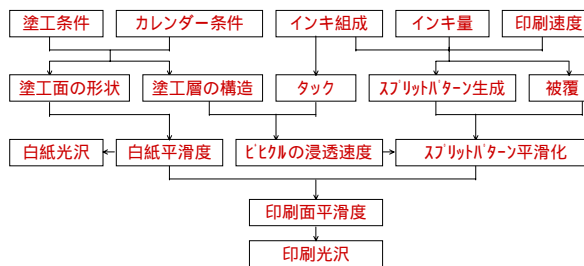 塗工条件 カレンダー条件 インキ組成 インキ量 印刷速度
塗工面の形状 塗工層の構造 タック ｽﾌﾟﾘｯﾄﾊﾟﾀｰﾝ生成 被覆
白紙光沢 白紙平滑度 ﾋﾞﾋｸﾙの浸透速度 ｽﾌﾟﾘｯﾄﾊﾟﾀｰﾝ平滑化
印刷面平滑度
印刷光沢